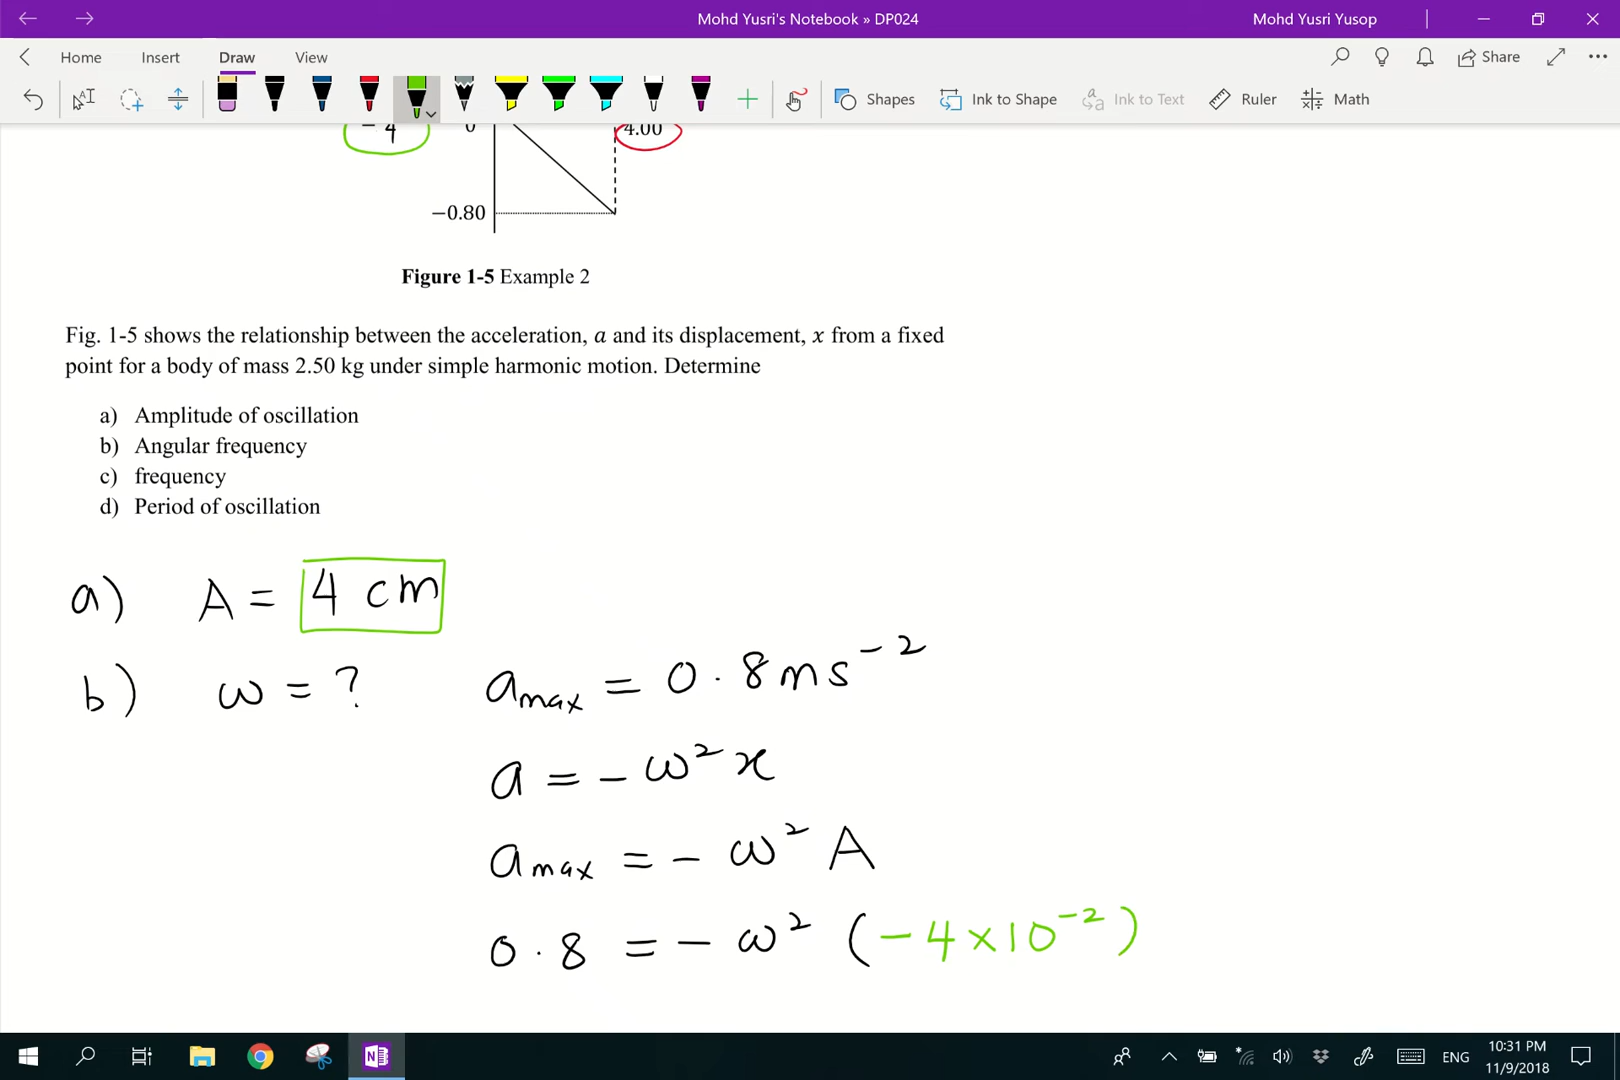 Mohd Yusri's Notebook » DP024
Mohd Yusri Yusop
Home Insert Draw View
Share
Shapes Ink to Shape Ink to Text Ruler Math
-4 0 4.00
−0.80
Figure 1-5 Example 2
Fig. 1-5 shows the relationship between the acceleration, a and its displacement, x from a fixed
point for a body of mass 2.50 kg under simple harmonic motion. Determine
a) Amplitude of oscillation
b) Angular frequency
c) frequency
d) Period of oscillation
a) A = 4 cm
b) ω = ? a_max = 0.8 ms⁻²
a = - ω² x
a_max = - ω² A
0.8 = - ω² (-4×10⁻²)
ENG
10:31 PM
11/9/2018